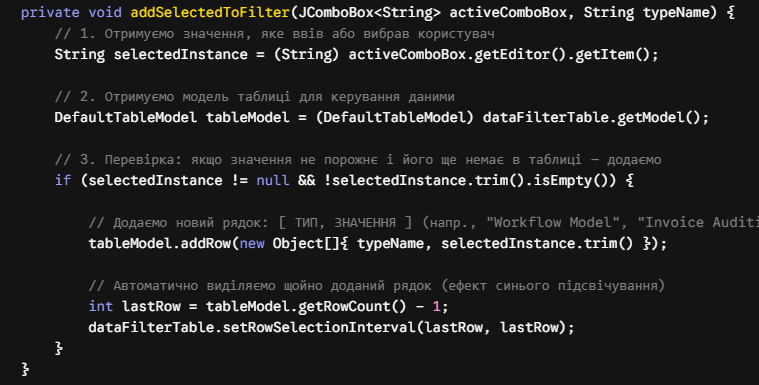 private void addSelectedToFilter(JComboBox<String> activeComboBox, String typeName) {
// 1. Отримуємо значення, яке ввів або вибрав користувач
String selectedInstance = (String) activeComboBox.getEditor().getItem();
// 2. Отримуємо модель таблиці для керування даними
DefaultTableModel tableModel = (DefaultTableModel) dataFilterTable.getModel();
// 3. Перевірка: якщо значення не порожнє і його ще немає в таблиці – додаємо
if (selectedInstance != null && !selectedInstance.trim().isEmpty()) {
// Додаємо новий рядок: [ ТИП, ЗНАЧЕННЯ ] (напр., "Workflow Model", "Invoice Auditi
tableModel.addRow(new Object[]{ typeName, selectedInstance.trim() });
// Автоматично виділяємо щойно доданий рядок (ефект синього підсвічування)
int lastRow = tableModel.getRowCount() - 1;
dataFilterTable.setRowSelectionInterval(lastRow, lastRow);
}
}